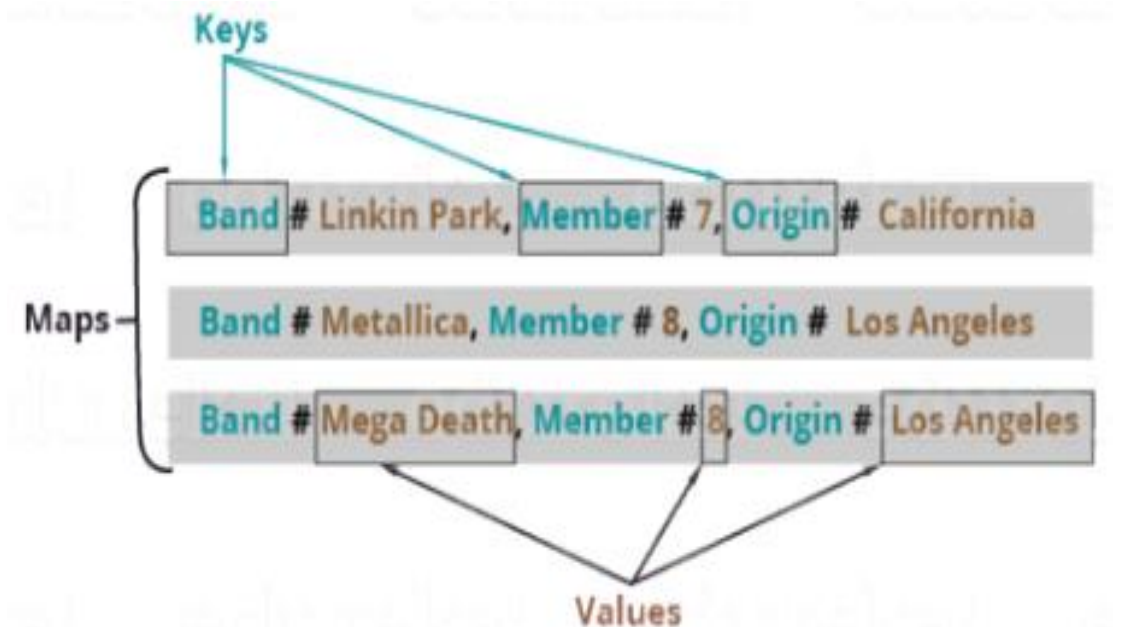 Keys
Band # Linkin Park, Member # 7, Origin # California
Maps
Band # Metallica, Member # 8, Origin # Los Angeles
Band # Mega Death, Member # 8, Origin # Los Angeles
Values